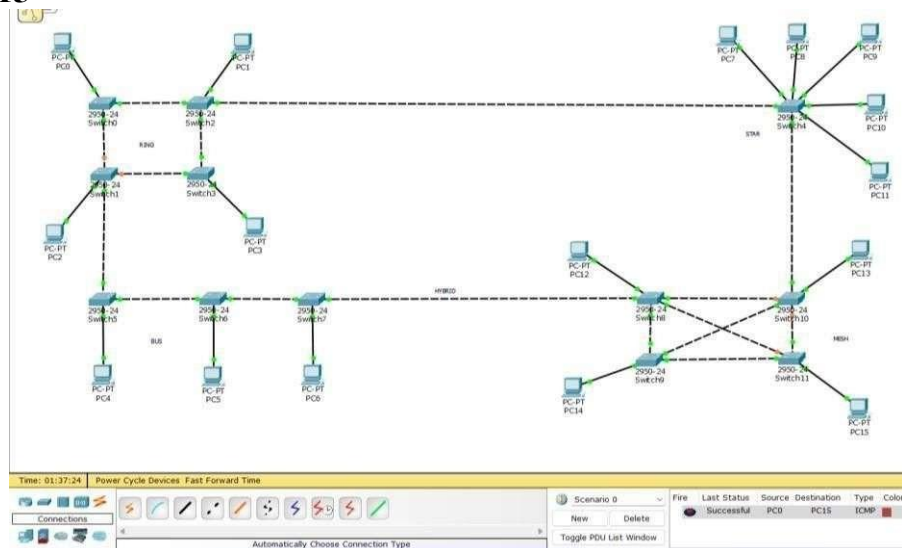 PC-PT
PC0
PC-PT
PC1
PC-PT
PC7
PC-PT
PC8
PC-PT
PC9
2950-24
Switch0
2950-24
Switch2
2950-24
Switch4
PC-PT
PC10
RING
STAR
2950-24
Switch1
2950-24
Switch3
PC-PT
PC11
PC-PT
PC2
PC-PT
PC3
PC-PT
PC12
PC-PT
PC13
HYBRID
2950-24
Switch5
2950-24
Switch6
2950-24
Switch7
2950-24
Switch8
2950-24
Switch10
BUS
MESH
2950-24
Switch9
2950-24
Switch11
PC-PT
PC4
PC-PT
PC5
PC-PT
PC6
PC-PT
PC14
PC-PT
PC15
Time: 01:37:24 Power Cycle Devices Fast Forward Time
Connections
Automatically Choose Connection Type
Scenario 0
New Delete
Toggle PDU List Window
Fire Last Status Source Destination Type Color
Successful PC0 PC15 ICMP